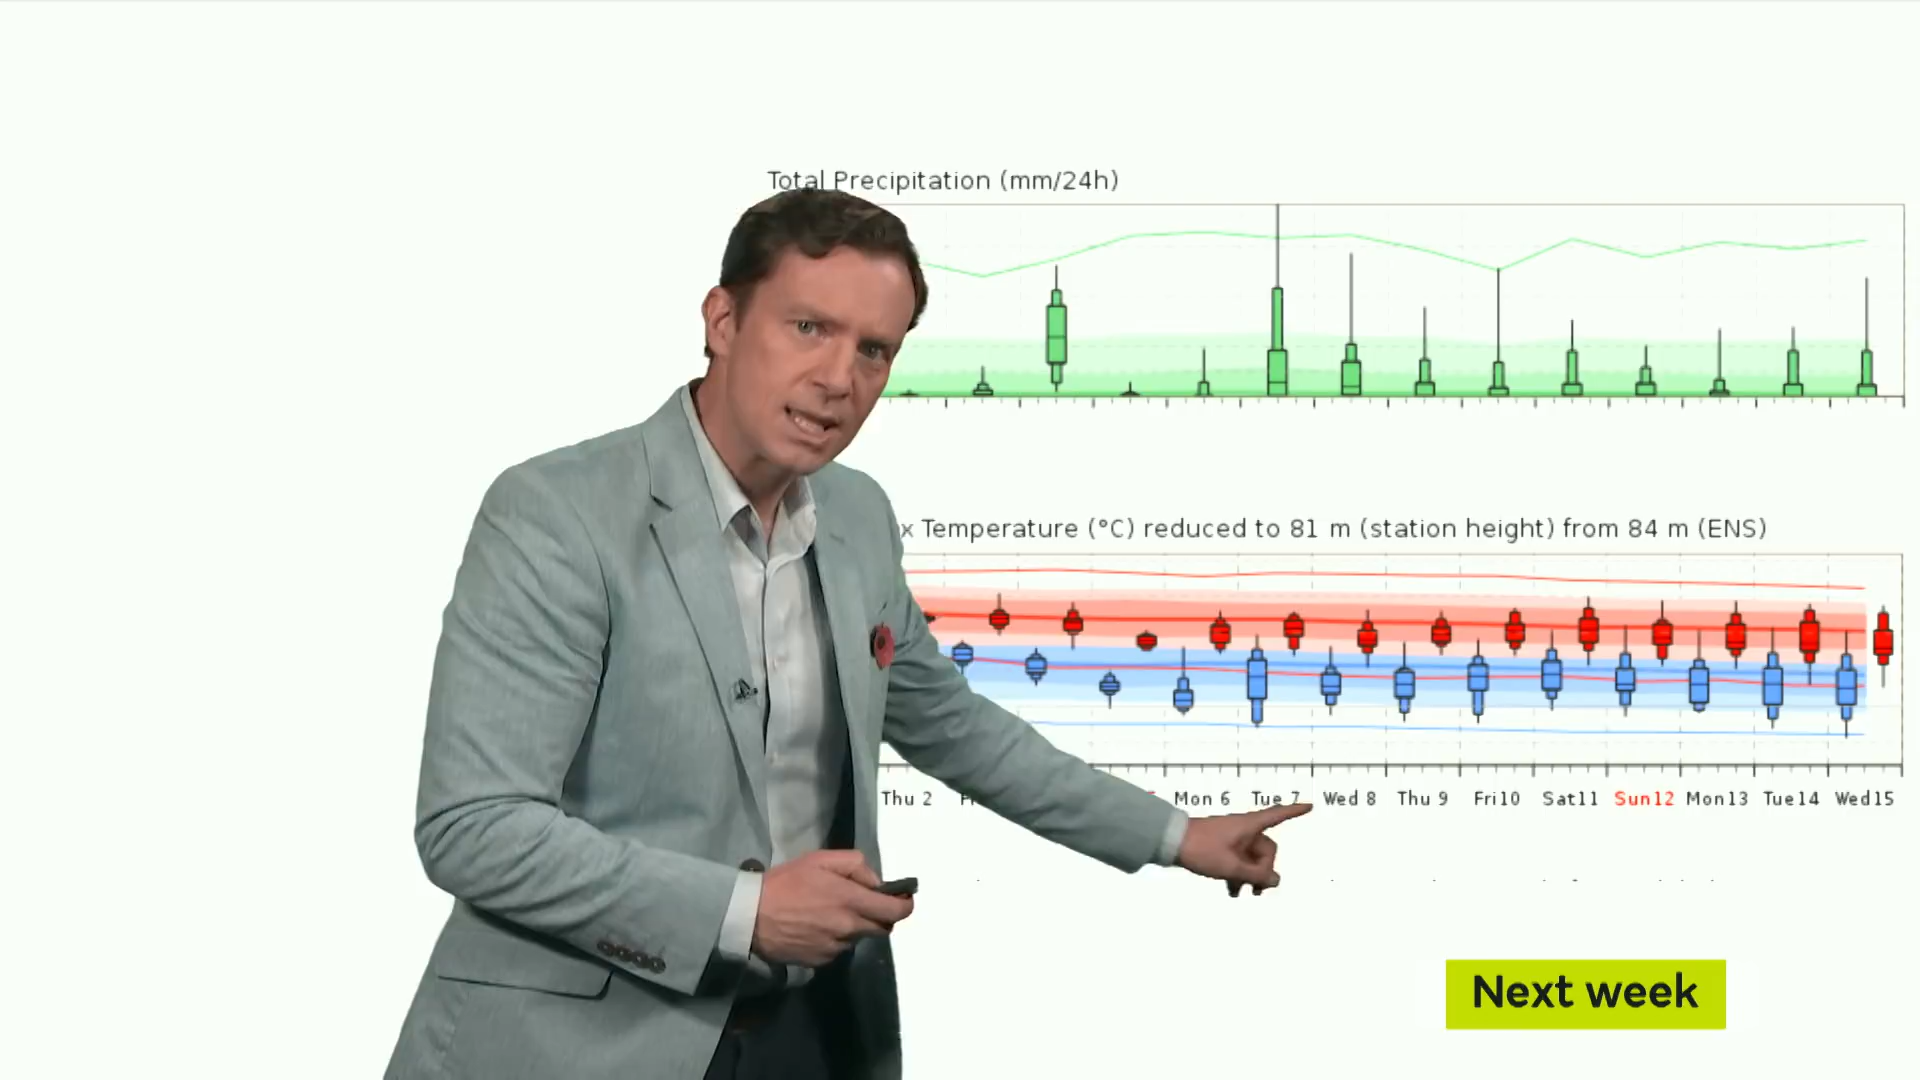 Total Precipitation (mm/24h)
x Temperature (°C) reduced to 81 m (station height) from 84 m (ENS)
Thu 2 Mon 6 Tue 7 Wed 8 Thu 9 Fri10 Sat11 Sun12 Mon13 Tue14 Wed15
Next week